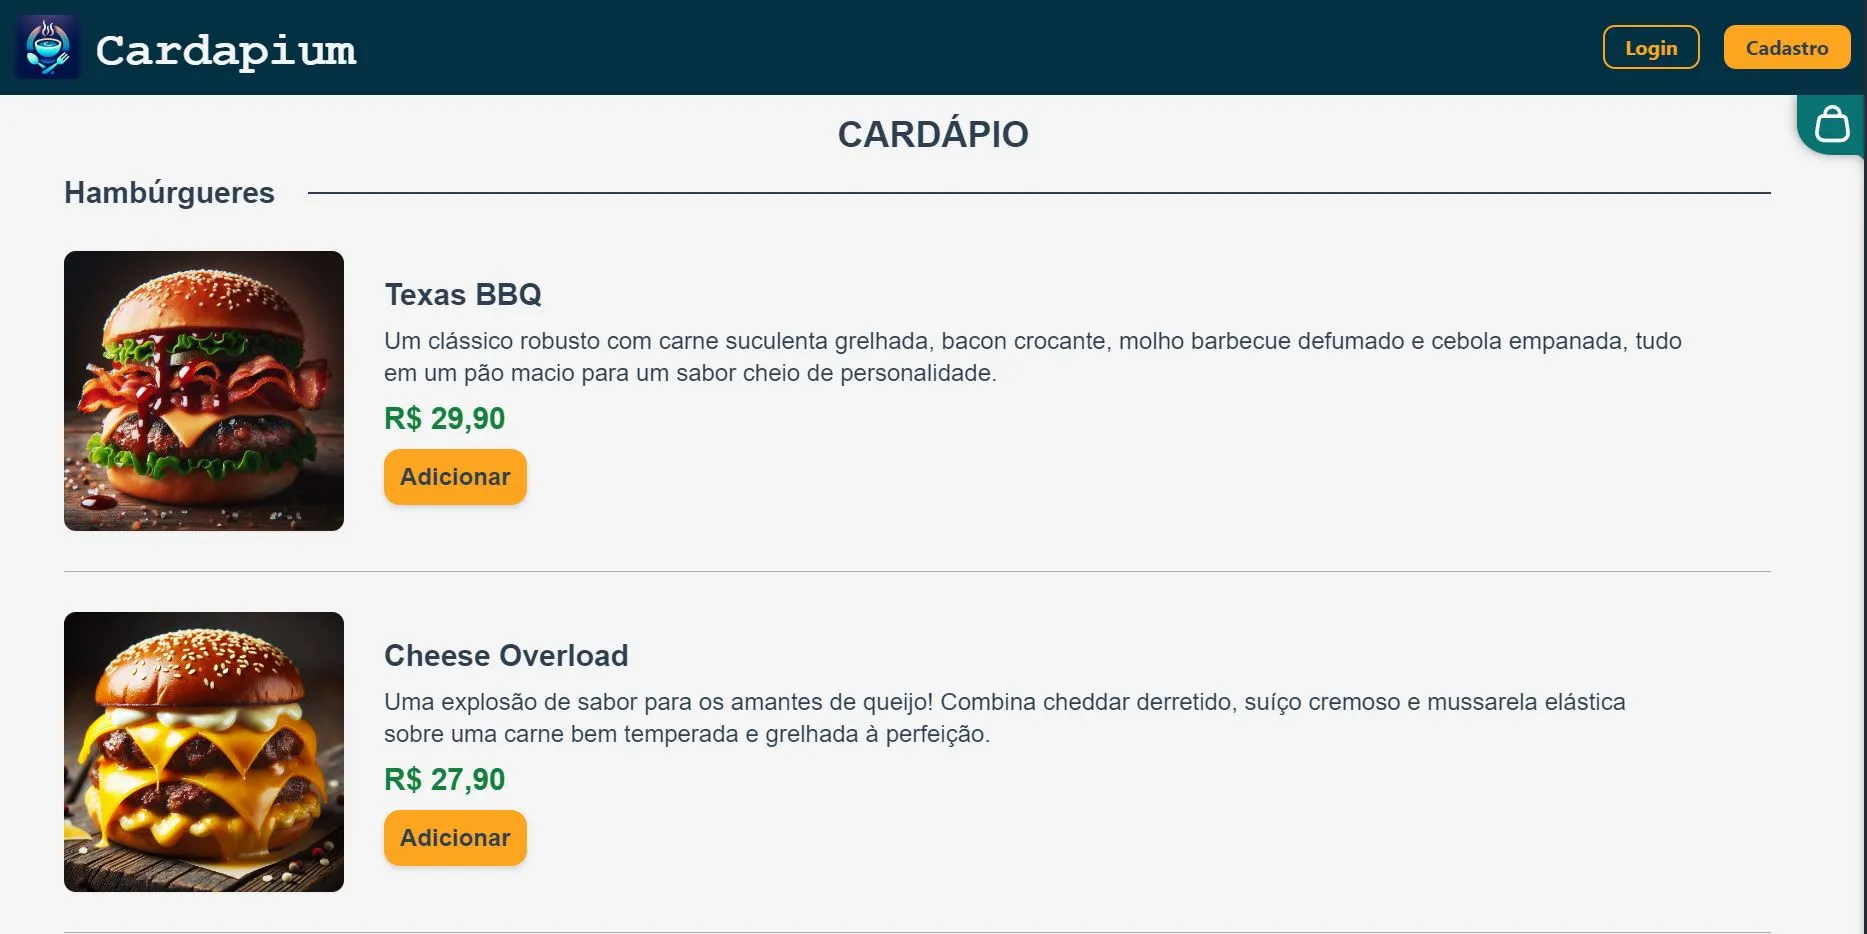 Cardapium
Login
Cadastro
CARDÁPIO
Hambúrgueres
Texas BBQ
Um clássico robusto com carne suculenta grelhada, bacon crocante, molho barbecue defumado e cebola empanada, tudo
em um pão macio para um sabor cheio de personalidade.
R$ 29,90
Adicionar
Cheese Overload
Uma explosão de sabor para os amantes de queijo! Combina cheddar derretido, suíço cremoso e mussarela elástica
sobre uma carne bem temperada e grelhada à perfeição.
R$ 27,90
Adicionar